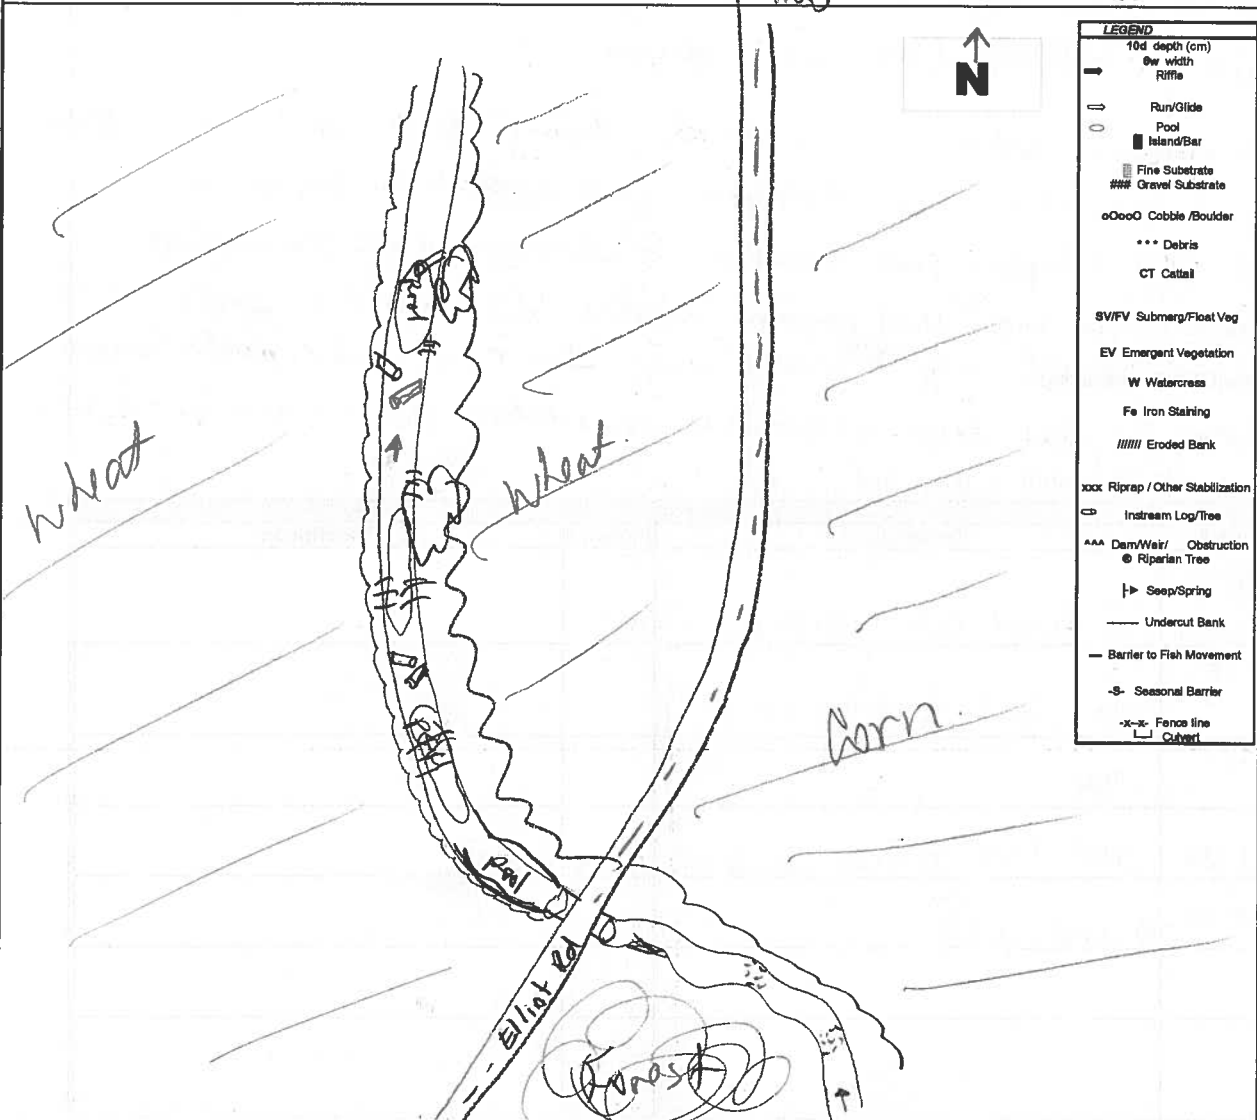 N
LEGEND
10d depth (cm)
6w width
Riffle
Run/Glide
Pool
Island/Bar
Fine Substrate
### Gravel Substrate
oOooO Cobble /Boulder
*** Debris
CT Cattail
SV/FV Submerg/Float Veg
EV Emergent Vegetation
W Watercress
Fe Iron Staining
/////// Eroded Bank
xxx Riprap / Other Stabilization
Instream Log/Tree
^^^ Dam/Weir/ Obstruction
Riparian Tree
Seep/Spring
Undercut Bank
Barrier to Fish Movement
-S- Seasonal Barrier
-x-x- Fence line
Culvert
Pool
wheat
wheat.
Pool
Corn.
Pool
Elliot Rd
Forest